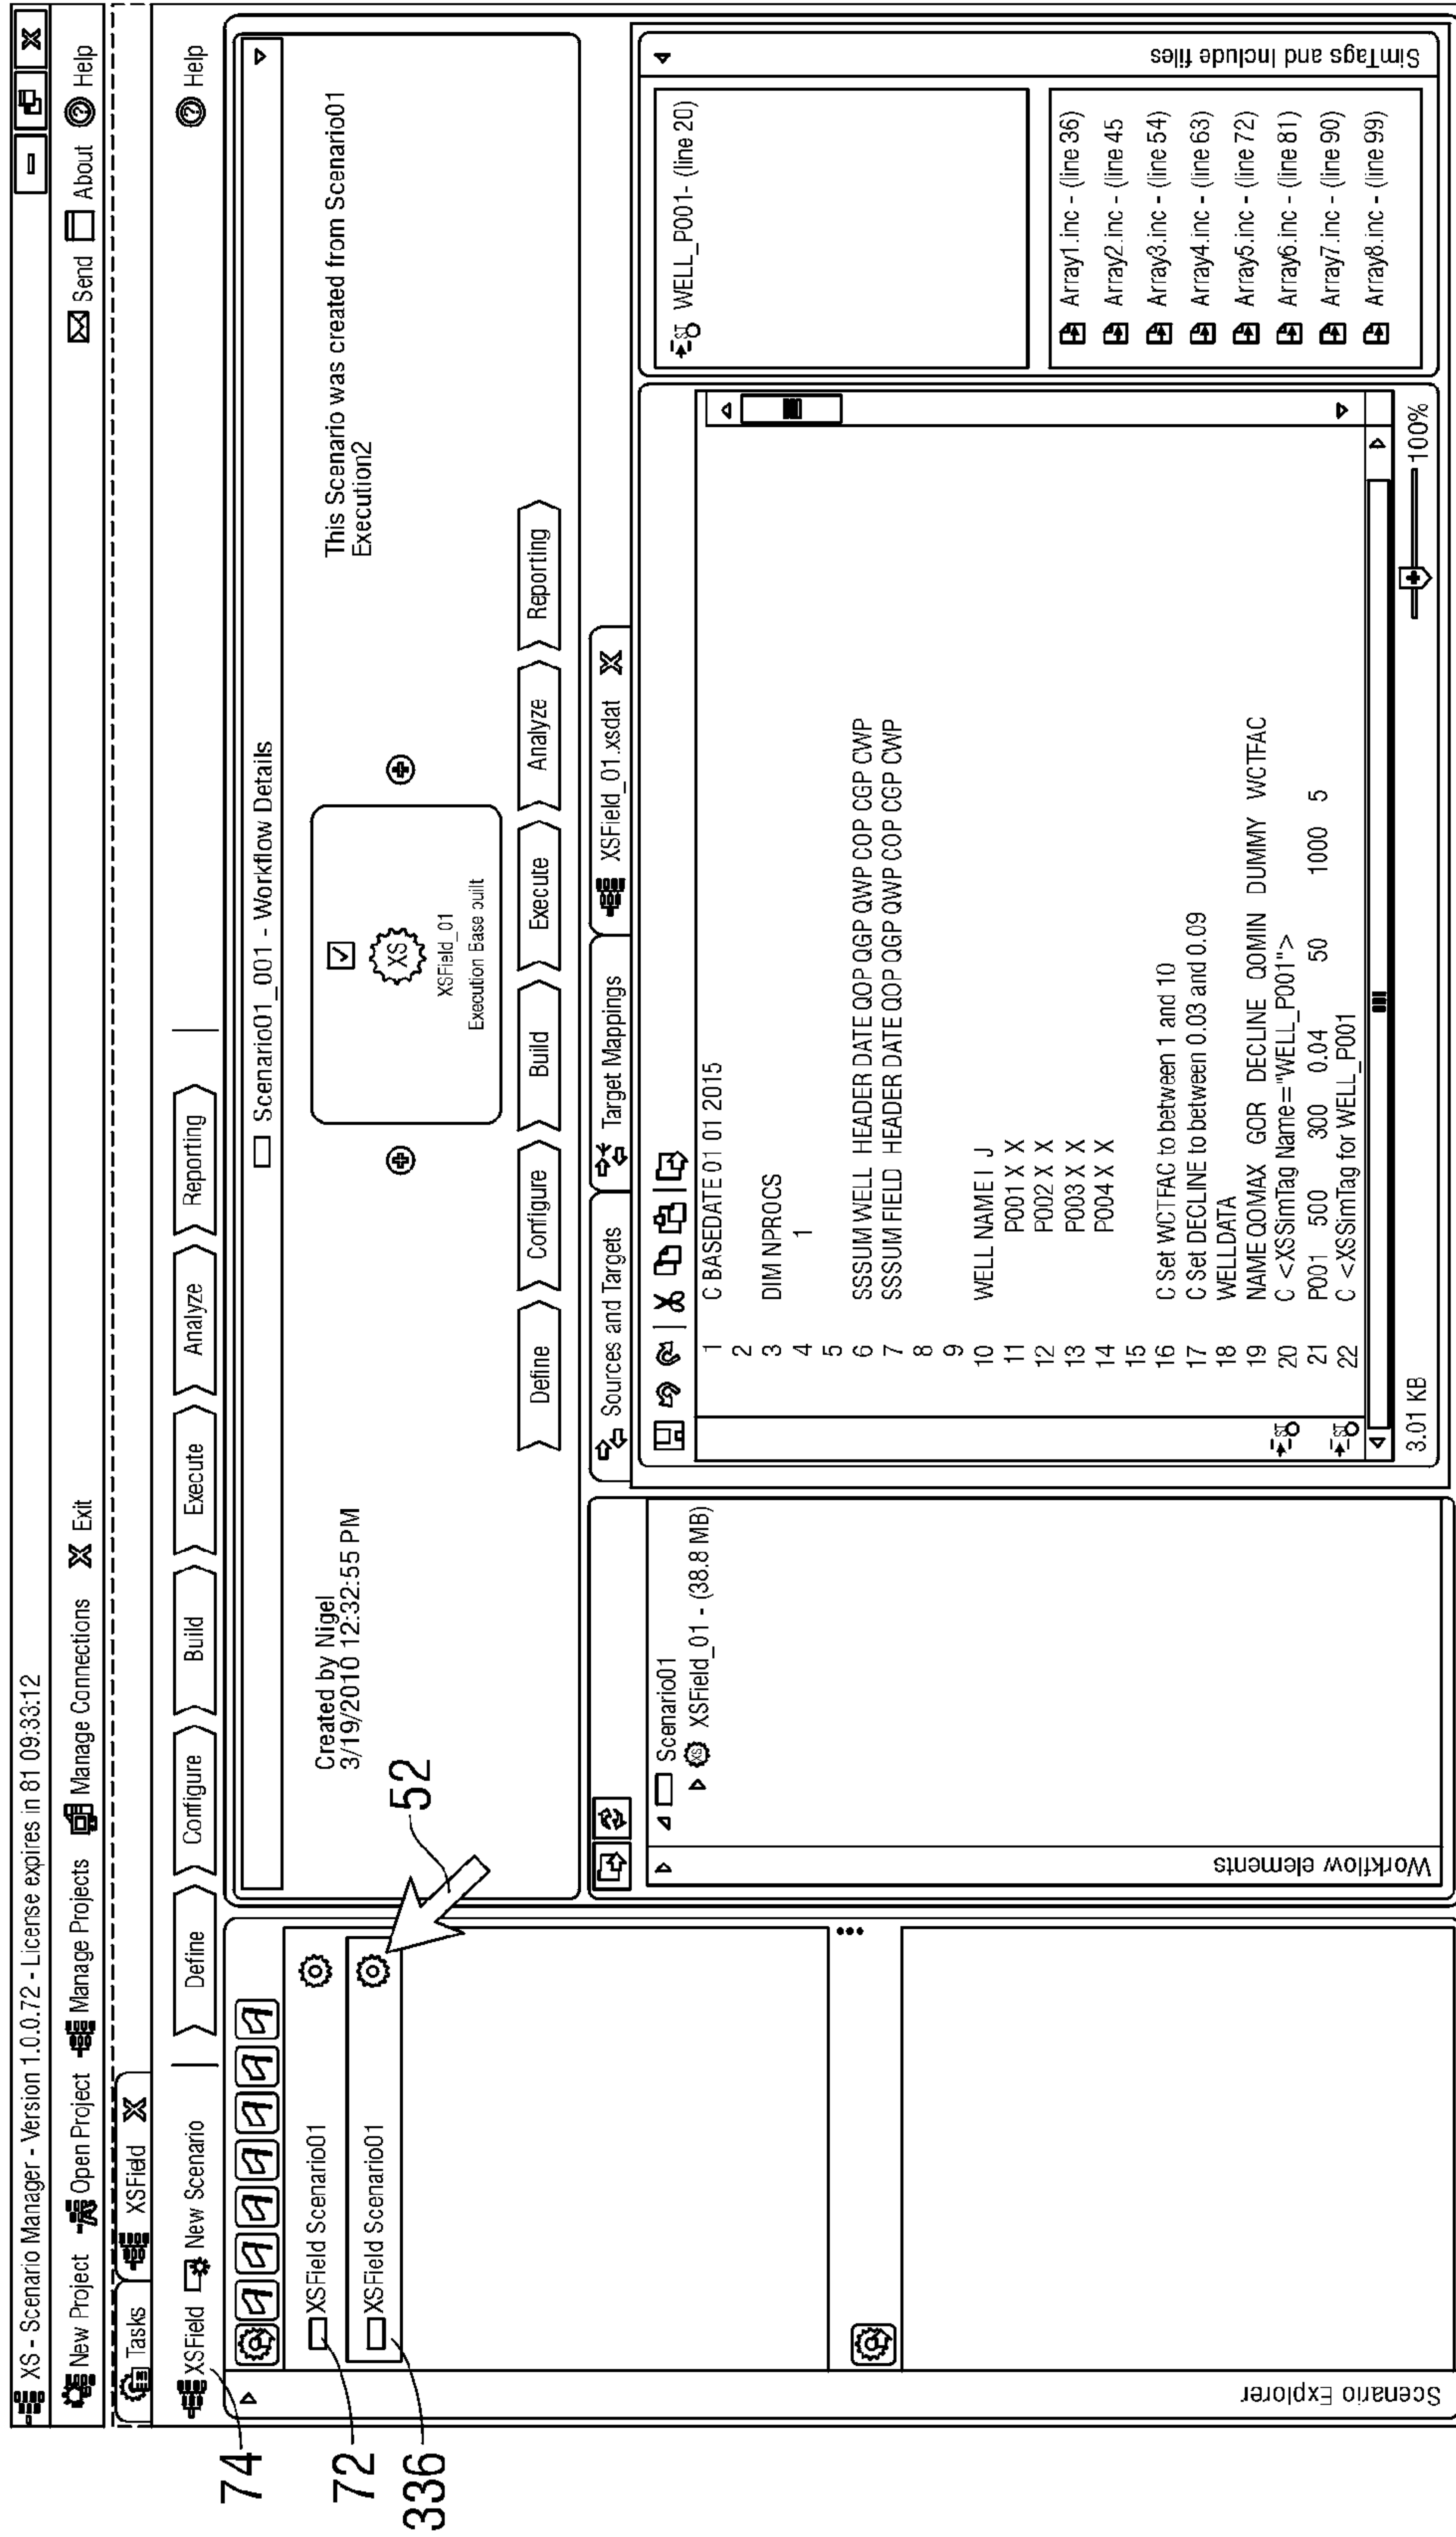 XS - Scenario Manager - Version 1.0.0.72 - License expires in 81 09:33:12
New Project Open Project Manage Projects Manage Connections X Exit Send About ? Help
Tasks XSField X
XSField New Scenario Define Configure Build Execute Analyze Reporting ? Help
74
72
336
52
Scenario Explorer
XSField Scenario01
XSField Scenario01
Scenario01_001 - Workflow Details
Created by Nigel
3/19/2010 12:32:55 PM
XS
XSField_01
Execution Base built
This Scenario was created from Scenario01
Execution2
Define Configure Build Execute Analyze Reporting
Workflow elements
Scenario01
XS XSField_01 - (38.8 MB)
Sources and Targets Target Mappings XSField_01.xsdat X
1 C BASEDATE 01 01 2015
2
3 DIM NPROCS
4 1
5
6 SSSUM WELL HEADER DATE QOP QGP QWP COP CGP CWP
7 SSSUM FIELD HEADER DATE QOP QGP QWP COP CGP CWP
8
9
10 WELL NAME I J
11 P001 X X
12 P002 X X
13 P003 X X
14 P004 X X
15
16 C Set WCTFAC to between 1 and 10
17 C Set DECLINE to between 0.03 and 0.09
18 WELLDATA
19 NAME QOMAX GOR DECLINE QOMIN DUMMY WCTFAC
ST 20 C <XSSimTag Name="WELL_P001">
21 P001 500 300 0.04 50 1000 5
ST 22 C <XSSimTag for WELL_P001
3.01 KB 100%
ST WELL_P001- (line 20)
Array1.inc - (line 36)
Array2.inc - (line 45
Array3.inc - (line 54)
Array4.inc - (line 63)
Array5.inc - (line 72)
Array6.inc - (line 81)
Array7.inc - (line 90)
Array8.inc - (line 99)
SimTags and Include files